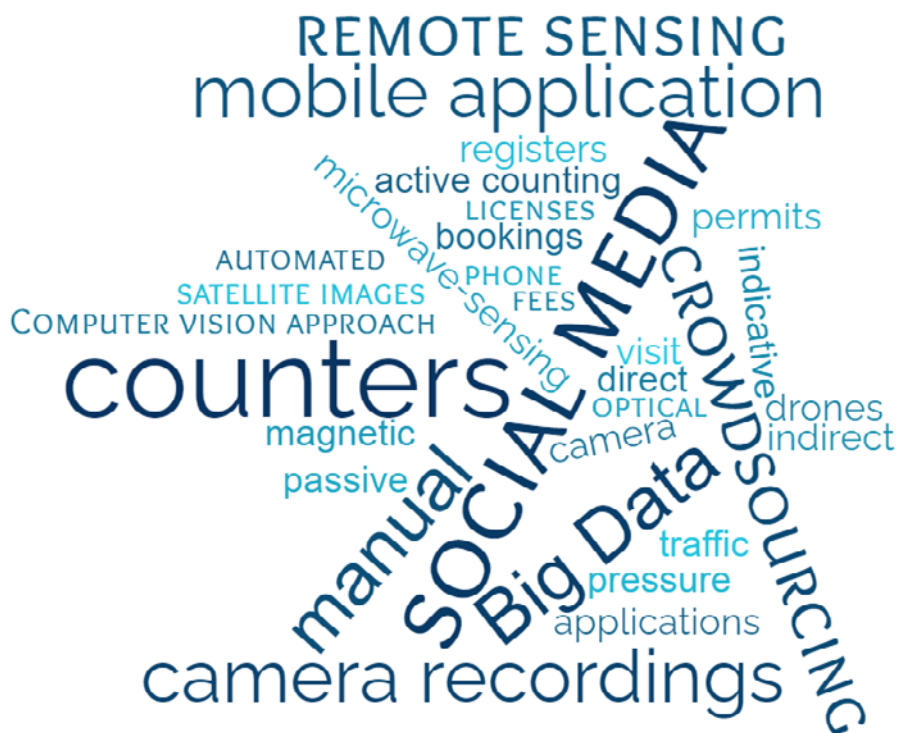 REMOTE SENSING
mobile application
registers
microwave-sensing
active counting
LICENSES
permits
bookings
SOCIAL MEDIA
AUTOMATED
PHONE
CROWDSOURCING
indicative
SATELLITE IMAGES
FEES
COMPUTER VISION APPROACH
visit
counters
direct
OPTICAL
drones
magnetic
camera
indirect
passive
manual
Big Data
traffic
pressure
applications
camera recordings